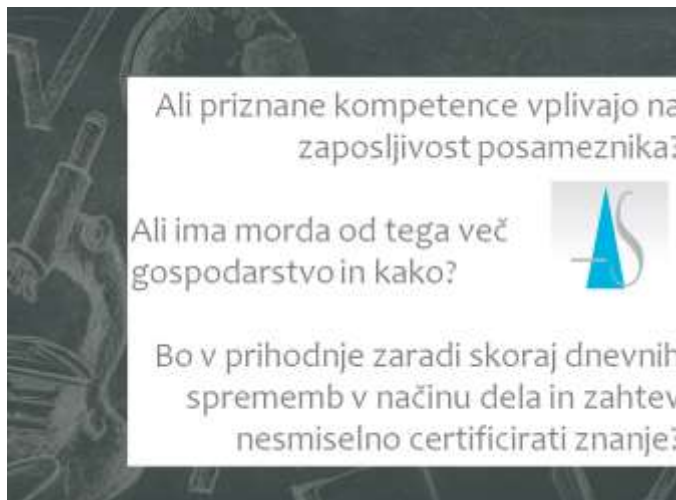 Ali priznane kompetence vplivajo na
zaposljivost posameznika?
Ali ima morda od tega več
gospodarstvo in kako?
Bo v prihodnje zaradi skoraj dnevnih
sprememb v načinu dela in zahtev
nesmiselno certificirati znanje?